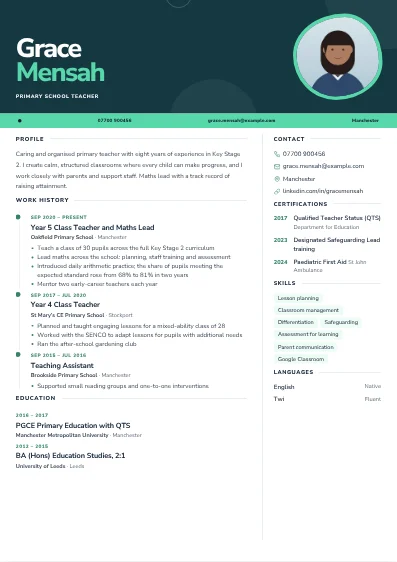 Grace
Mensah
PRIMARY SCHOOL TEACHER
07700 900456
grace.mensah@example.com
Manchester
PROFILE
Caring and organised primary teacher with eight years of experience in Key Stage
2. I create calm, structured classrooms where every child can make progress, and I
work closely with parents and support staff. Maths lead with a track record of
raising attainment.
WORK HISTORY
SEP 2020 – PRESENT
Year 5 Class Teacher and Maths Lead
Oakfield Primary School · Manchester
• Teach a class of 30 pupils across the full Key Stage 2 curriculum
• Lead maths across the school: planning, staff training and assessment
• Introduced daily arithmetic practice; the share of pupils meeting the
expected standard rose from 68% to 81% in two years
• Mentor two early-career teachers each year
SEP 2017 – JUL 2020
Year 4 Class Teacher
St Mary's CE Primary School · Stockport
• Planned and taught engaging lessons for a mixed-ability class of 28
• Worked with the SENCO to adapt lessons for pupils with additional needs
• Ran the after-school gardening club
SEP 2015 – JUL 2016
Teaching Assistant
Brookside Primary School · Manchester
• Supported small reading groups and one-to-one interventions
EDUCATION
2016 – 2017
PGCE Primary Education with QTS
Manchester Metropolitan University · Manchester
2012 – 2015
BA (Hons) Education Studies, 2:1
University of Leeds · Leeds
CONTACT
07700 900456
grace.mensah@example.com
Manchester
linkedin.com/in/gracemensah
CERTIFICATIONS
2017 Qualified Teacher Status (QTS)
Department for Education
2023 Designated Safeguarding Lead
training
2024 Paediatric First Aid St John
Ambulance
SKILLS
Lesson planning
Classroom management
Differentiation Safeguarding
Assessment for learning
Parent communication
Google Classroom
LANGUAGES
English Native
Twi Fluent